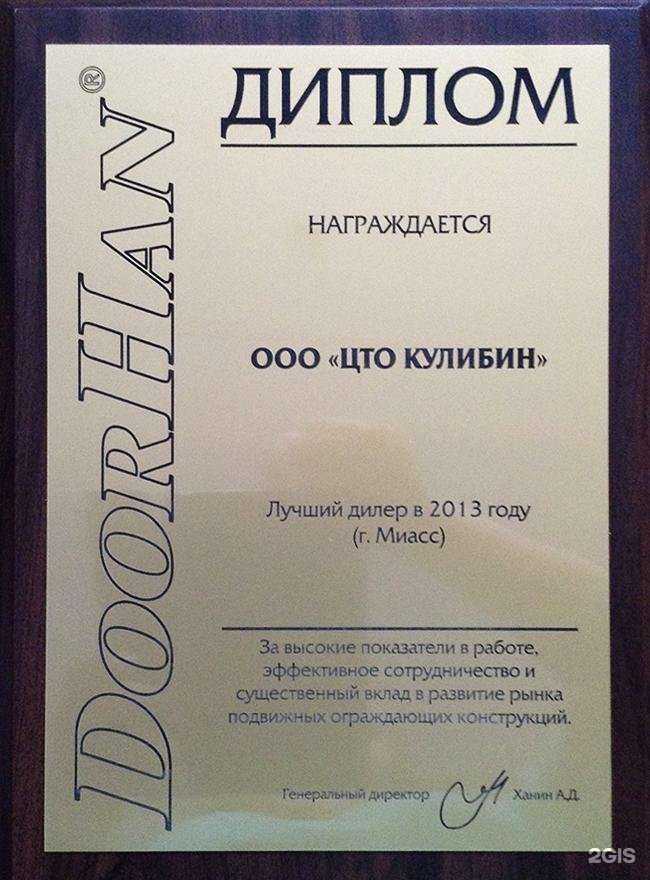 DOORHAN®
ДИПЛОМ
НАГРАЖДАЕТСЯ
ООО «ЦТО КУЛИБИН»
Лучший дилер в 2013 году
(г. Миасс)
За высокие показатели в работе,
эффективное сотрудничество и
существенный вклад в развитие рынка
подвижных ограждающих конструкций.
Генеральный директор Ханин А.Д.
2GIS